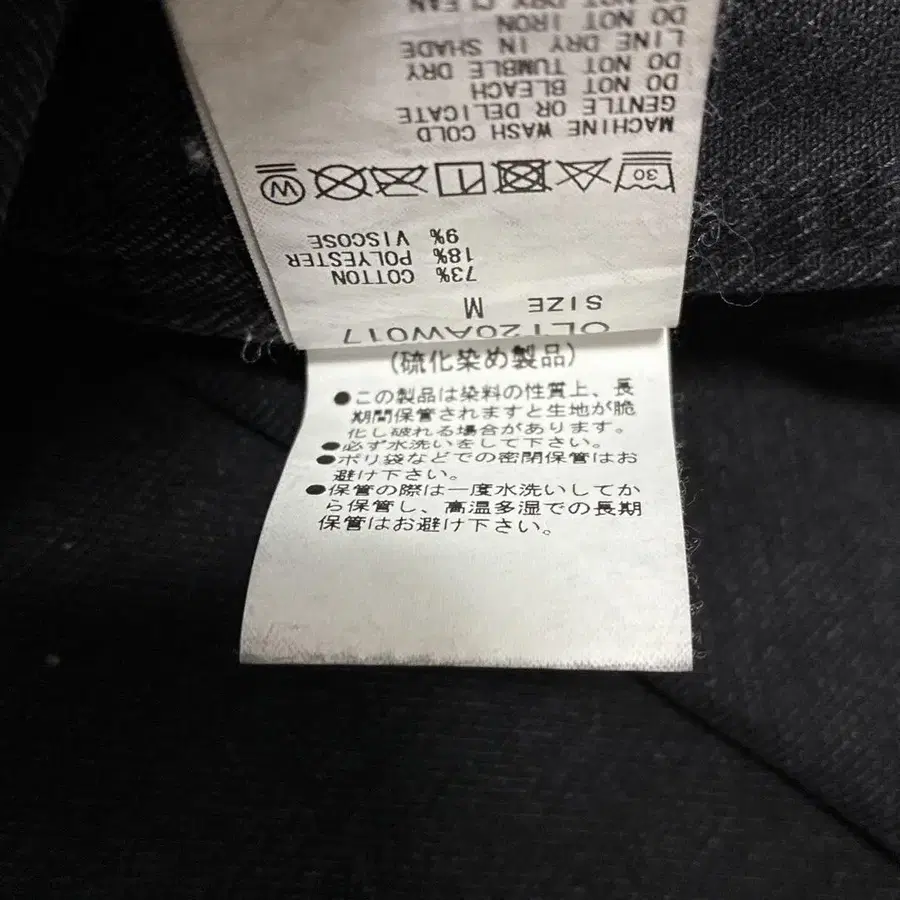 SIZE M
73% COTTON
18% POLYESTER
9% VISCOSE
30
W
MACHINE WASH COLD
GENTLE OR DELICATE
DO NOT BLEACH
DO NOT TUMBLE DRY
LINE DRY IN SHADE
DO NOT IRON
DO NOT DRY CLEAN
(硫化染め製品)
●この製品は染料の性質上、長
期間保管されますと生地が脆
化し破れる場合があります。
●必ず水洗いをして下さい。
●ポリ袋などでの密閉保管はお
避け下さい。
●保管の際は一度水洗いしてか
ら保管し、高温多湿での長期
保管はお避け下さい。